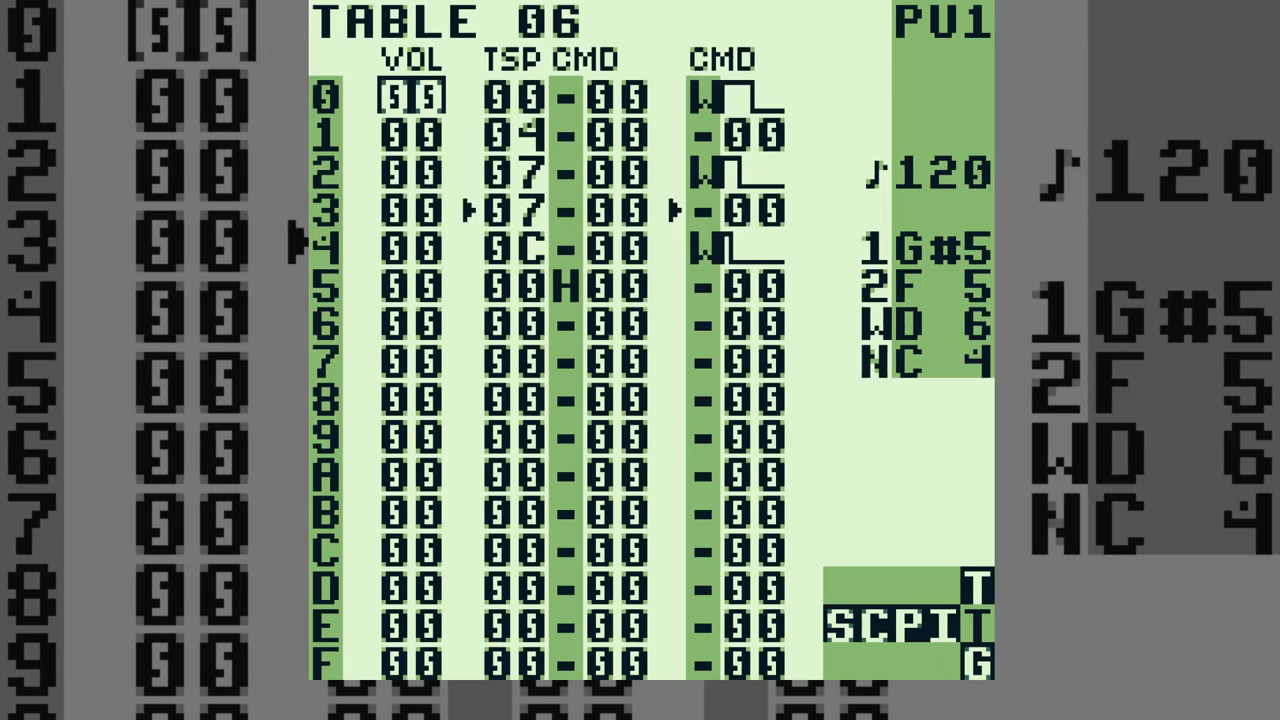 TABLE 06 PU1
VOL TSP CMD CMD
0 [00] 00 - 00 W
1 00 04 - 00 - 00
2 00 07 - 00 W ♪120
3 00 ▸07 - 00 ▸- 00
4 00 0C - 00 W 1G#5
5 00 00 H 00 - 00 2F 5
6 00 00 - 00 - 00 WD 6
7 00 00 - 00 - 00 NC 4
8 00 00 - 00 - 00
9 00 00 - 00 - 00
A 00 00 - 00 - 00
B 00 00 - 00 - 00
C 00 00 - 00 - 00
D 00 00 - 00 - 00 T
E 00 00 - 00 - 00 SCPIT
F 00 00 - 00 - 00 G